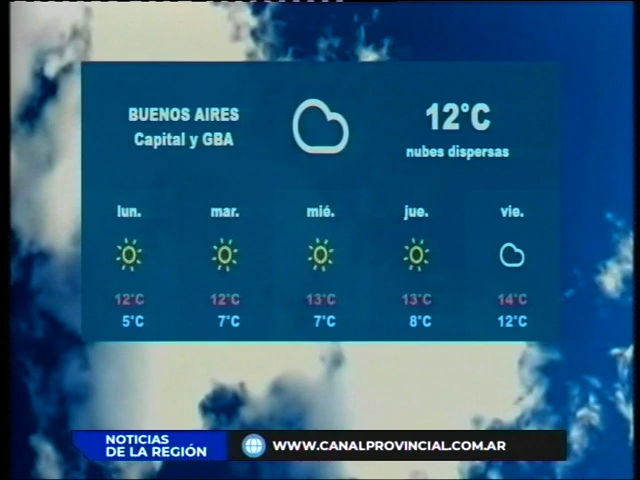 BUENOS AIRES
Capital y GBA
12°C
nubes dispersas
lun. mar. mié. jue. vie.
12°C 12°C 13°C 13°C 14°C
5°C 7°C 7°C 8°C 12°C
NOTICIAS
DE LA REGIÓN
WWW.CANALPROVINCIAL.COM.AR